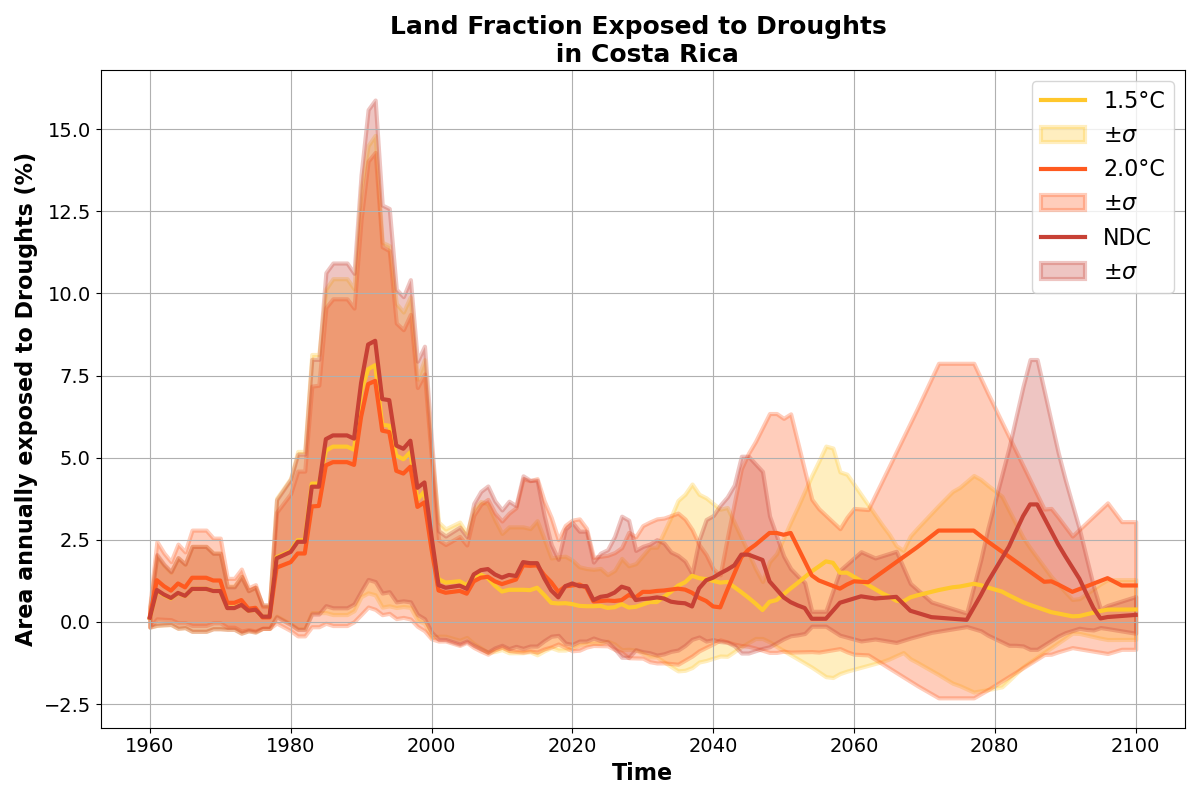 Land Fraction Exposed to Droughts
in Costa Rica
Area annually exposed to Droughts (%)
15.0
12.5
10.0
7.5
5.0
2.5
0.0
−2.5
1.5°C
±σ
2.0°C
±σ
NDC
±σ
1960
1980
2000
2020
2040
2060
2080
2100
Time